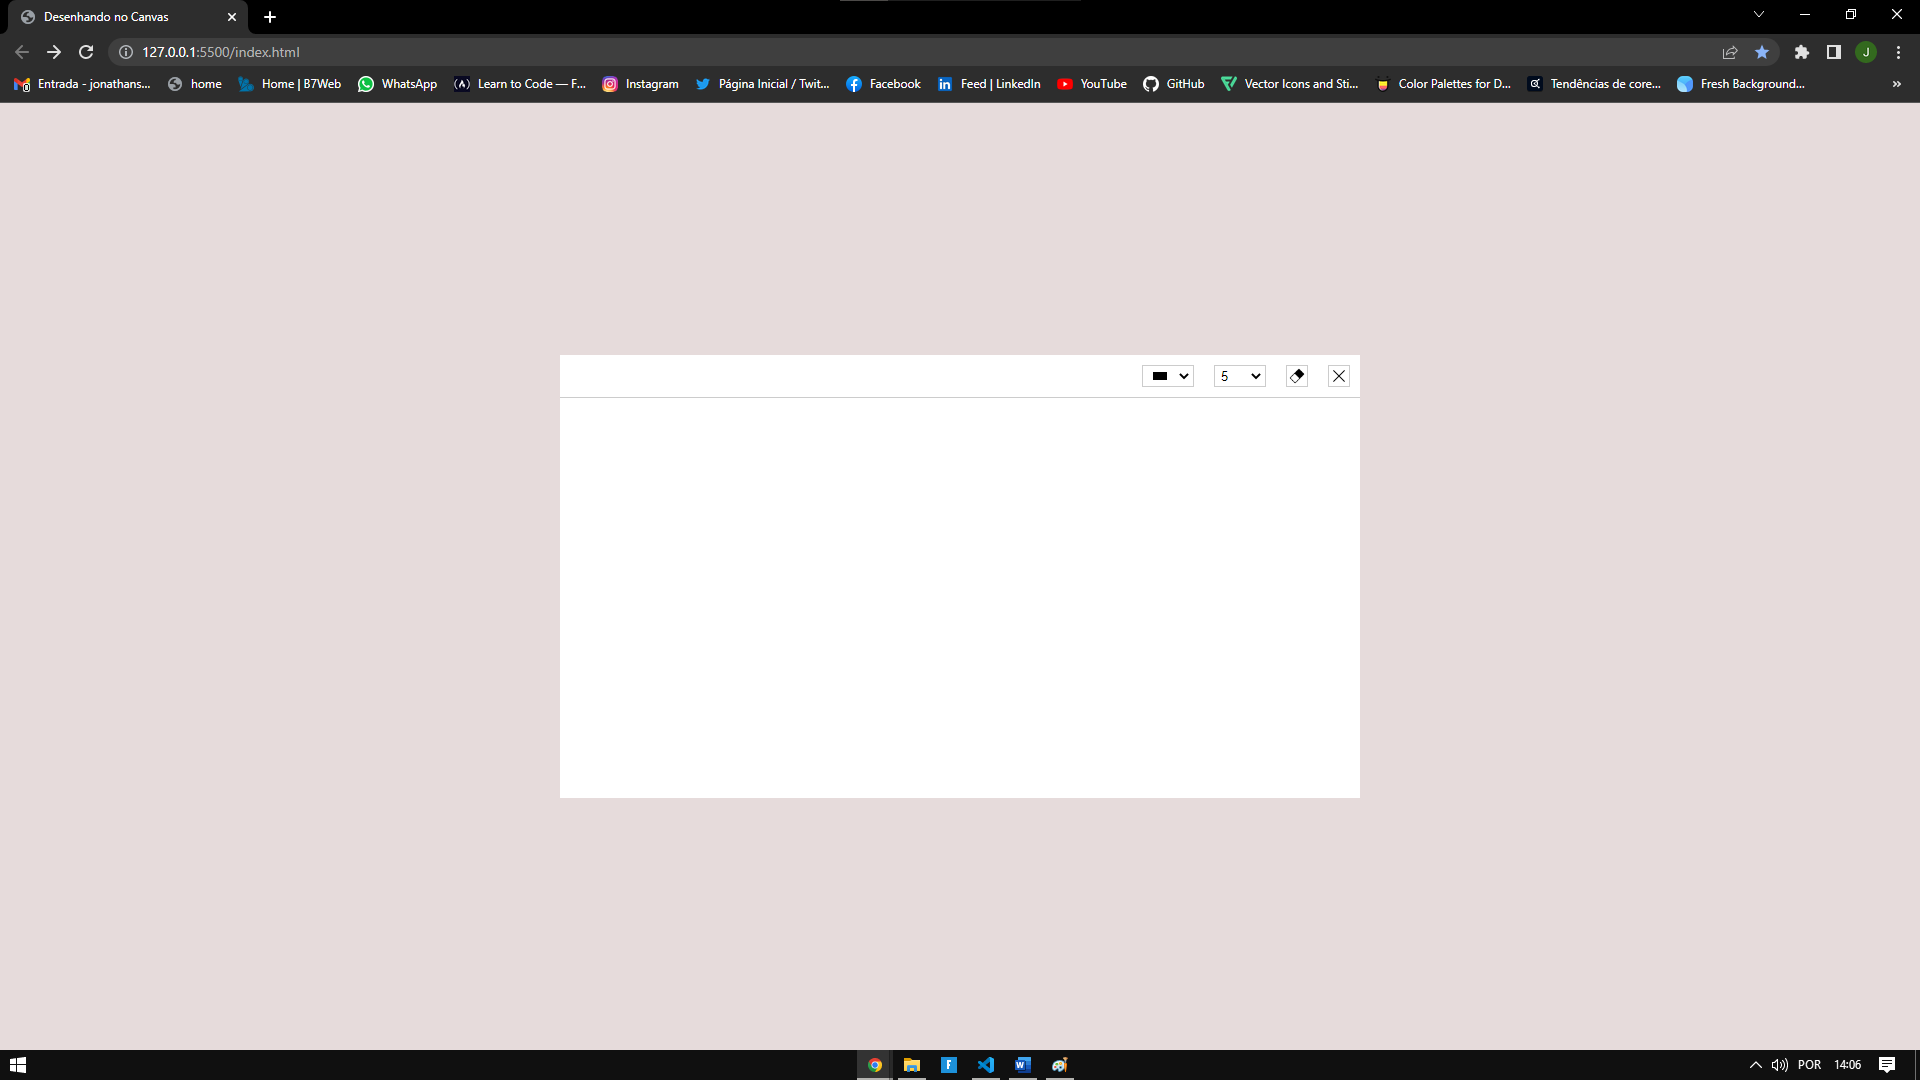 Desenhando no Canvas
127.0.0.1:5500/index.html
J
Entrada - jonathans... home Home | B7Web WhatsApp Learn to Code — F... Instagram Página Inicial / Twit... Facebook Feed | LinkedIn YouTube GitHub Vector Icons and Sti... Color Palettes for D... Tendências de core... Fresh Background... »
5
POR 14:06